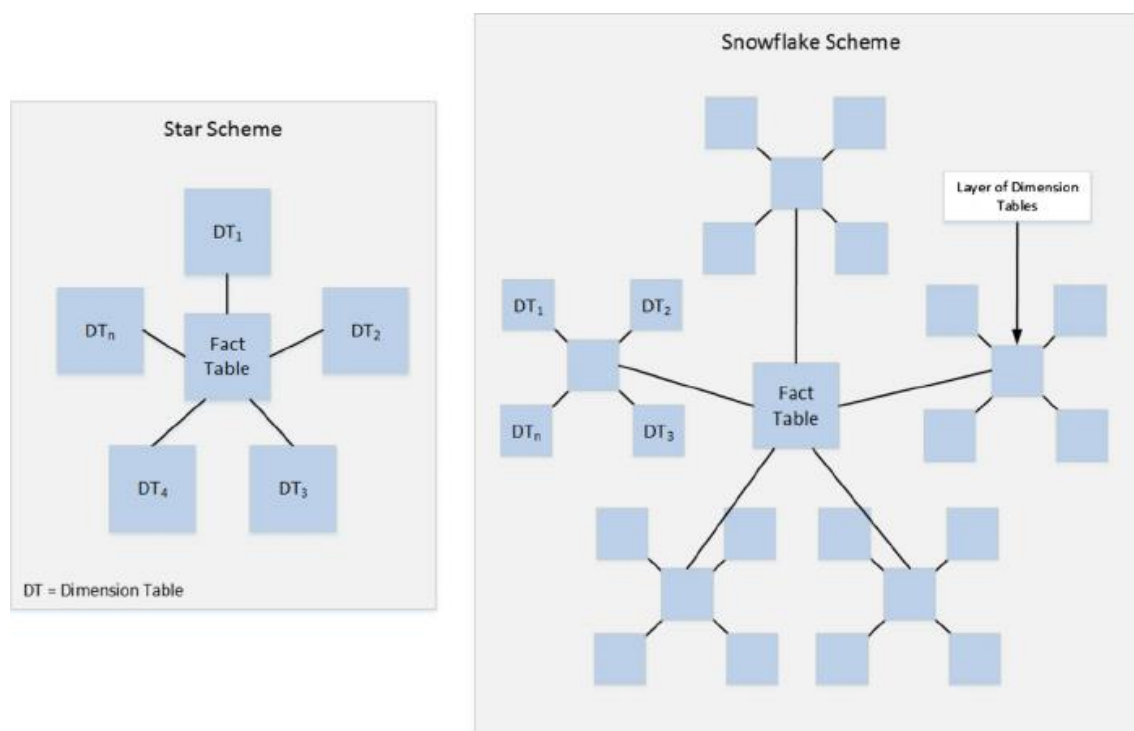 Star Scheme
DT₁
DTₙ
DT₂
Fact
Table
DT₄
DT₃
DT = Dimension Table
Snowflake Scheme
Layer of Dimension
Tables
DT₁
DT₂
DTₙ
DT₃
Fact
Table